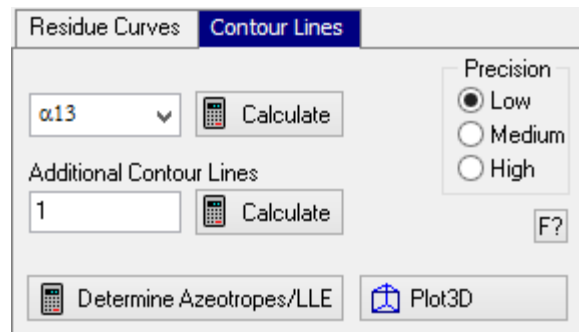 Residue Curves Contour Lines
Precision
Low
α13 Calculate
Medium
Additional Contour Lines
High
1 Calculate
F?
Determine Azeotropes/LLE Plot3D